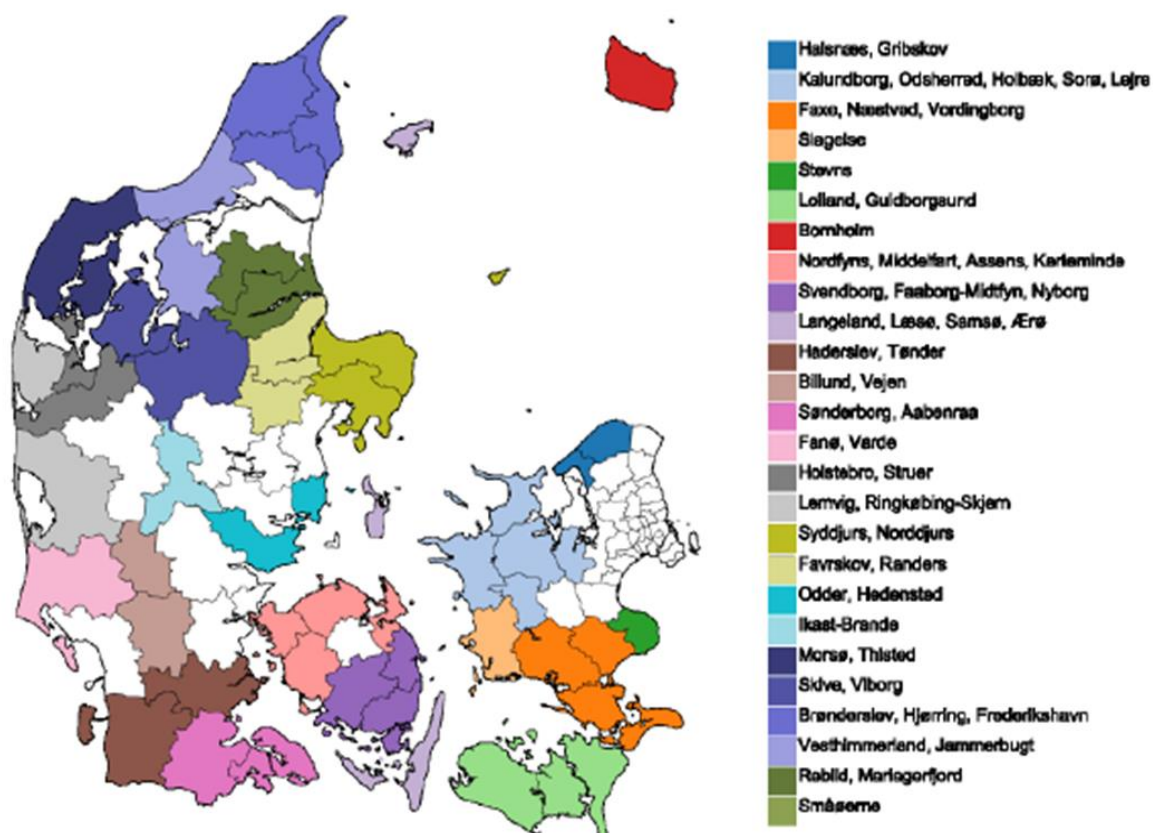 Halsnæs, Gribskov
Kalundborg, Odsherred, Holbæk, Sorø, Lejre
Faxe, Næstved, Vordingborg
Slagelse
Stevns
Lolland, Guldborgsund
Bornholm
Nordfyns, Middelfart, Assens, Kerteminde
Svendborg, Faaborg-Midtfyn, Nyborg
Langeland, Læsø, Samsø, Ærø
Haderslev, Tønder
Billund, Vejen
Sønderborg, Aabenraa
Fanø, Varde
Holstebro, Struer
Lemvig, Ringkøbing-Skjern
Syddjurs, Norddjurs
Favrskov, Randers
Odder, Hedensted
Ikast-Brande
Morsø, Thisted
Skive, Viborg
Brønderslev, Hjørring, Frederikshavn
Vesthimmerland, Jammerbugt
Rebild, Mariagerfjord
Småøerne